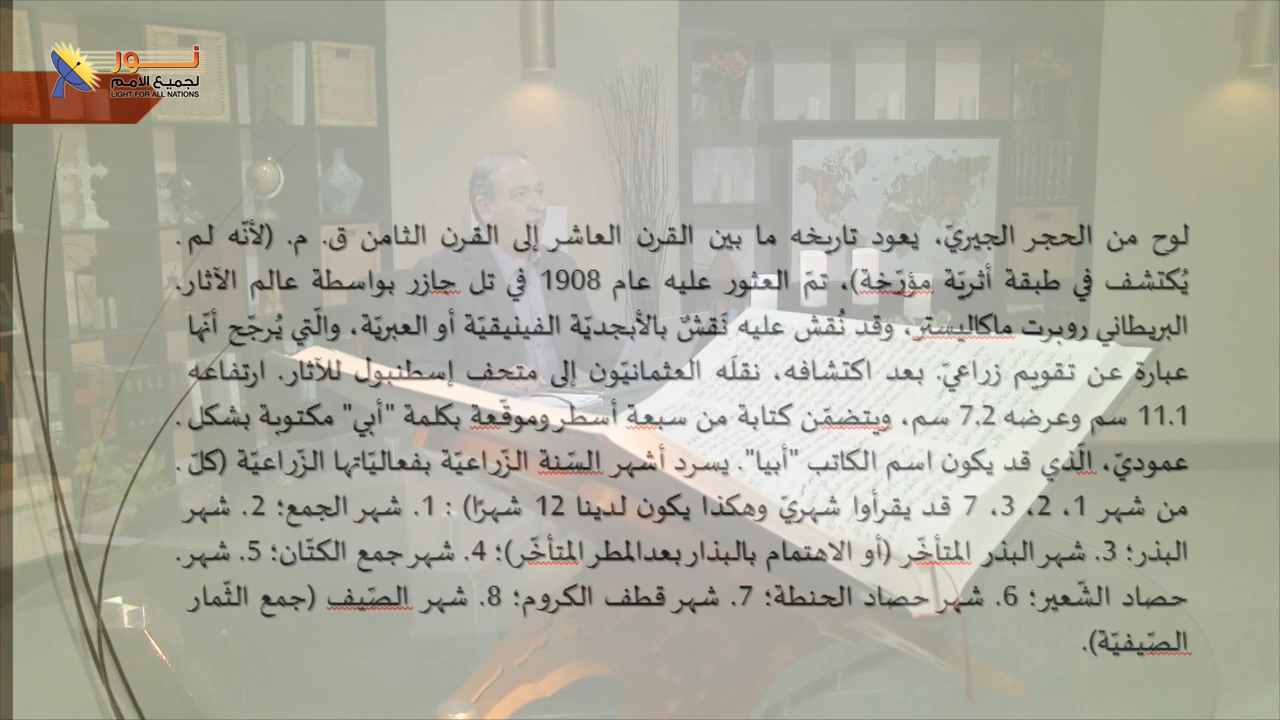 نور
لجميع الأمم
LIGHT FOR ALL NATIONS
لوح من الحجر الجيريّ، يعود تاريخه ما بين القرن العاشر إلى القرن الثامن ق. م. (لأنّه لم .
يُكتشف في طبقة أثريّة مؤرّخة)، تمّ العثور عليه عام 1908 في تل جازر بواسطة عالم الآثار.
البريطاني روبرت ماكاليستر، وقد نُقش عليه نَقشٌ بالأبجديّة الفينيقيّة أو العبريّة، والّتي يُرجّح أنّها
عبارة عن تقويم زراعيّ. بعد اكتشافه، نقلَه العثمانيّون إلى متحف إسطنبول للآثار. ارتفاعه
11.1 سم وعرضه 7.2 سم، ويتضمّن كتابة من سبعة أسطر وموقّعة بكلمة "أبي" مكتوبة بشكل .
عموديّ، الّذي قد يكون اسم الكاتب "أبيا". يسرد أشهر السّنة الزّراعيّة بفعاليّاتها الزّراعيّة (كلّ .
من شهر 1، 2، 3، 7 قد يقرأوا شهريّ وهكذا يكون لدينا 12 شهرًا) : 1. شهر الجمع؛ 2. شهر
البذر؛ 3. شهر البذر المتأخّر (أو الاهتمام بالبذار بعدالمطر المتأخّر)؛ 4. شهر جمع الكتّان؛ 5. شهر.
حصاد الشّعير؛ 6. شهر حصاد الحنطة؛ 7. شهر قطف الكروم؛ 8. شهر الصّيف (جمع الثّمار
الصّيفيّة).